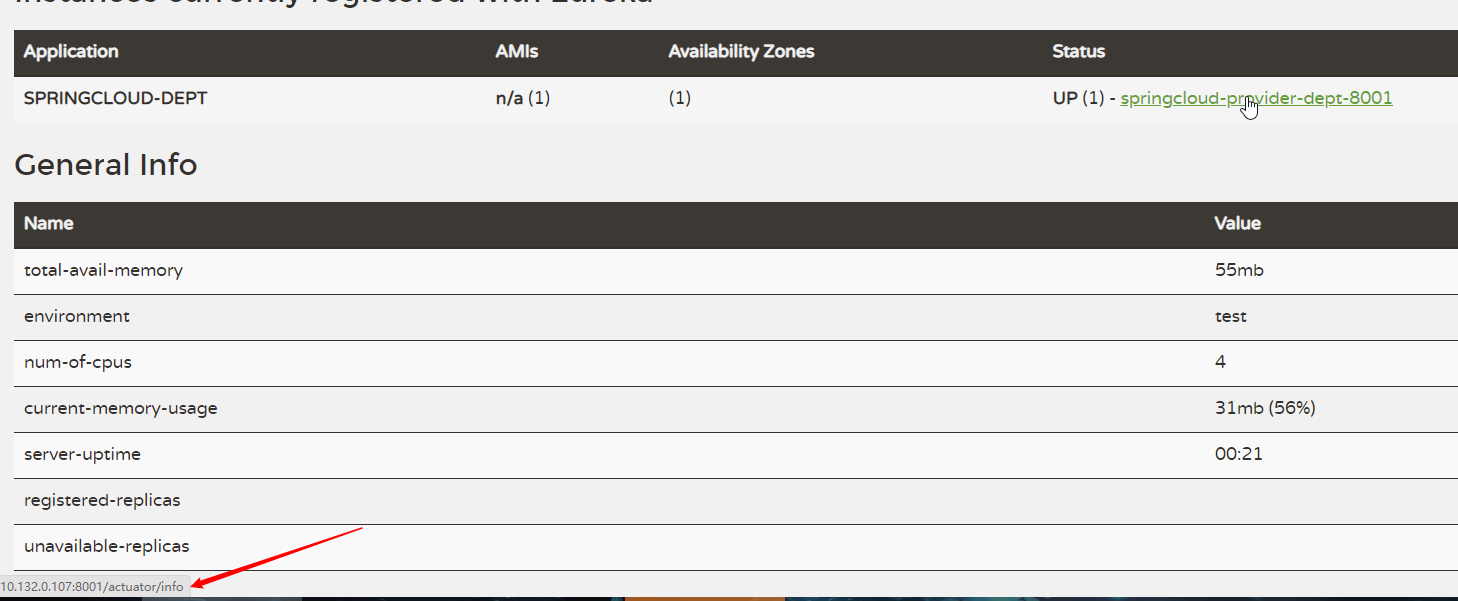 Instances currently registered with Eureka
Application AMIs Availability Zones Status
SPRINGCLOUD-DEPT n/a (1) (1) UP (1) - springcloud-provider-dept-8001
General Info
Name Value
total-avail-memory 55mb
environment test
num-of-cpus 4
current-memory-usage 31mb (56%)
server-uptime 00:21
registered-replicas
unavailable-replicas
10.132.0.107:8001/actuator/info